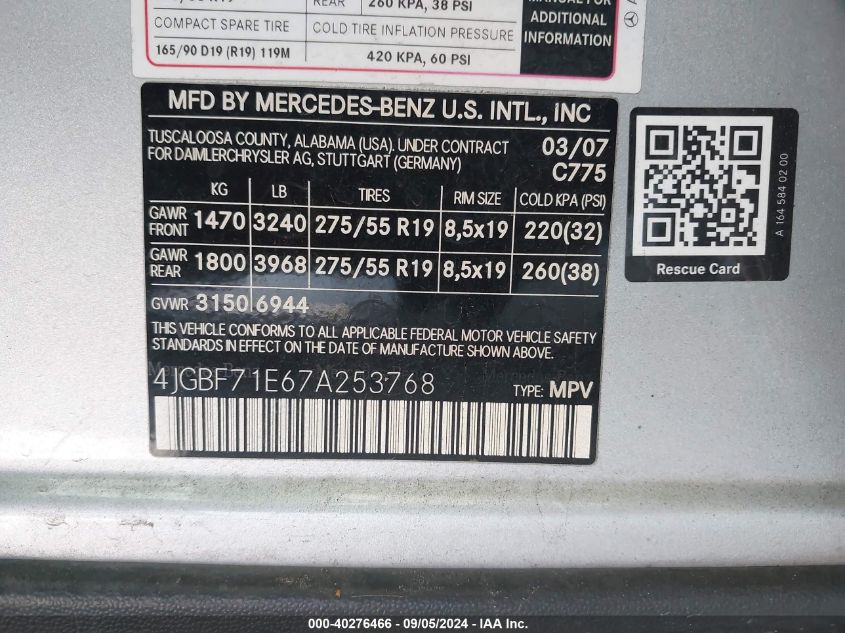 REAR 260 KPA, 38 PSI
MANUAL FOR
ADDITIONAL
INFORMATION
COMPACT SPARE TIRE COLD TIRE INFLATION PRESSURE
165/90 D19 (R19) 119M 420 KPA, 60 PSI
MFD BY MERCEDES-BENZ U.S. INTL., INC
TUSCALOOSA COUNTY, ALABAMA (USA). UNDER CONTRACT 03/07
FOR DAIMLERCHRYSLER AG, STUTTGART (GERMANY) C775
KG LB TIRES RIM SIZE COLD KPA (PSI)
GAWR FRONT 1470 3240 275/55 R19 8,5x19 220(32)
GAWR REAR 1800 3968 275/55 R19 8,5x19 260(38)
GVWR 3150 6944
THIS VEHICLE CONFORMS TO ALL APPLICABLE FEDERAL MOTOR VEHICLE SAFETY
STANDARDS IN EFFECT ON THE DATE OF MANUFACTURE SHOWN ABOVE.
4JGBF71E67A253768 TYPE: MPV
Rescue Card
A 164 584 02 00
000-40276466 - 09/05/2024 - IAA Inc.